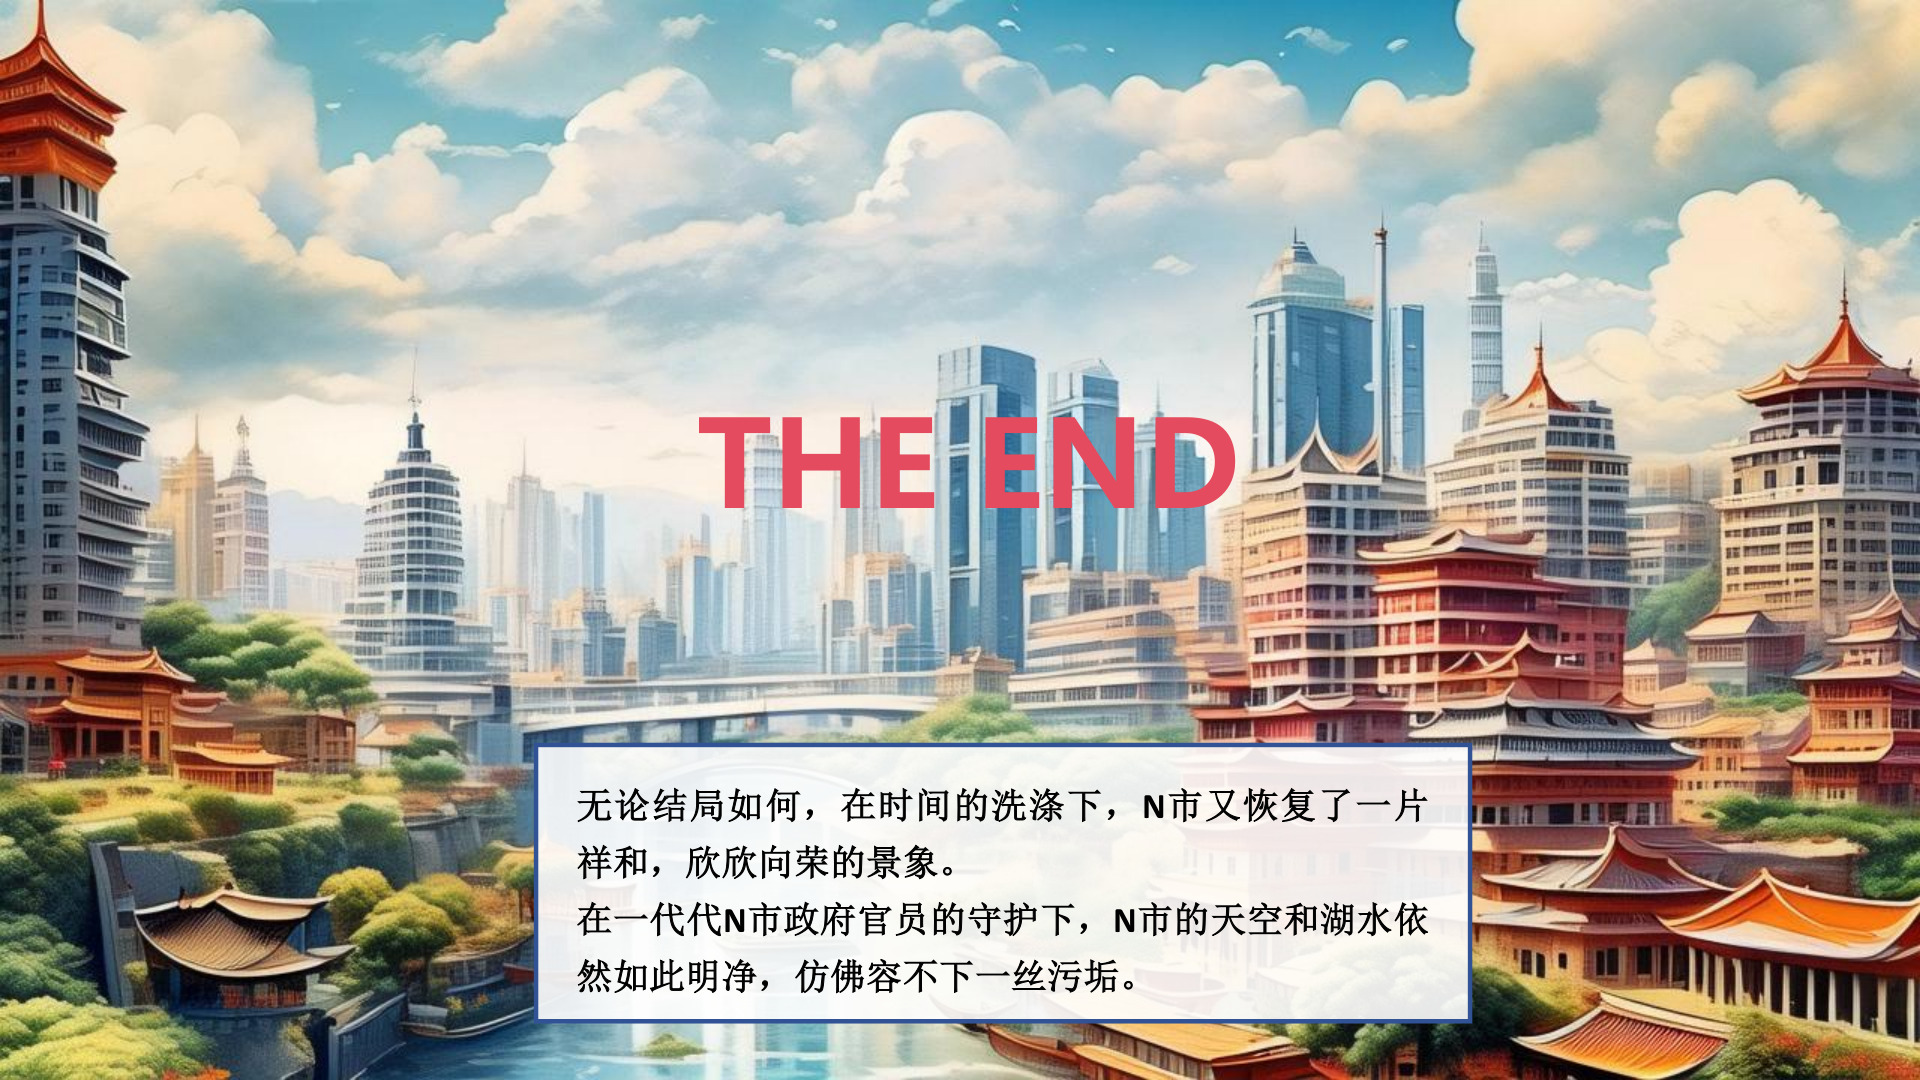 THE END
无论结局如何，在时间的洗涤下，N市又恢复了一片
祥和，欣欣向荣的景象。
在一代代N市政府官员的守护下，N市的天空和湖水依
然如此明净，仿佛容不下一丝污垢。